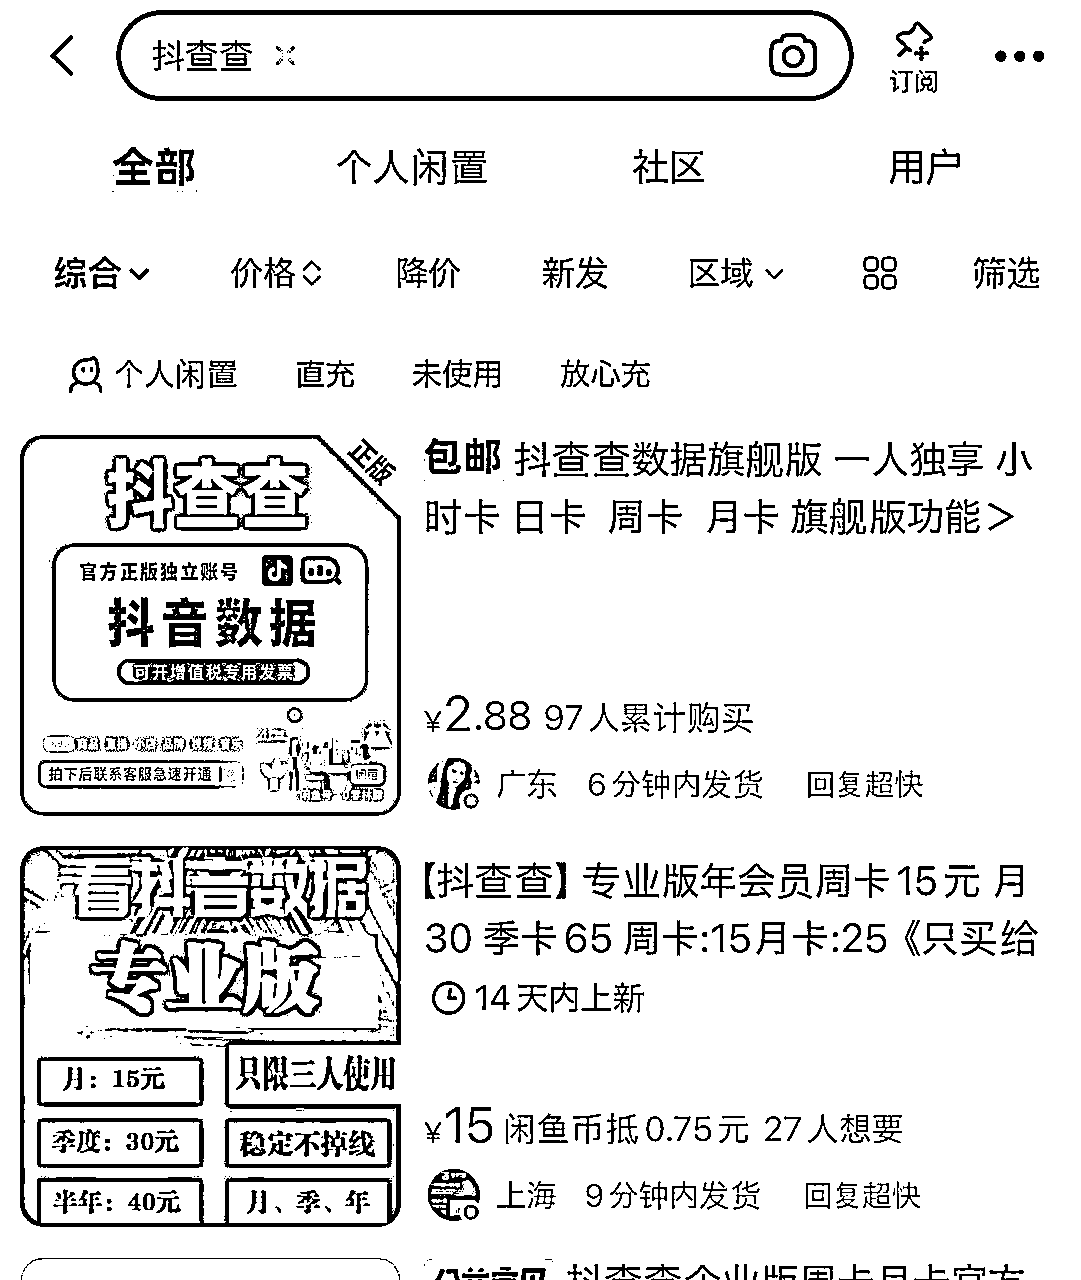 抖查查
订阅
全部 个人闲置 社区 用户
综合 价格 降价 新发 区域 筛选
个人闲置 直充 未使用 放心充
正版
抖查查
官方正版独立账号
抖音数据
可开增值税专用发票
拍下后联系客服急速开通
包邮 抖查查数据旗舰版 一人独享 小
时卡 日卡 周卡 月卡 旗舰版功能>
¥2.88 97人累计购买
广东 6分钟内发货 回复超快
看抖音数据
专业版
月：15元 只限三人使用
季度：30元 稳定不掉线
半年：40元 月、季、年
【抖查查】专业版年会员周卡15元 月
30 季卡65 周卡:15月卡:25《只买给
14天内上新
¥15 闲鱼币抵0.75元 27人想要
上海 9分钟内发货 回复超快
抖查查企业版周卡月卡官方